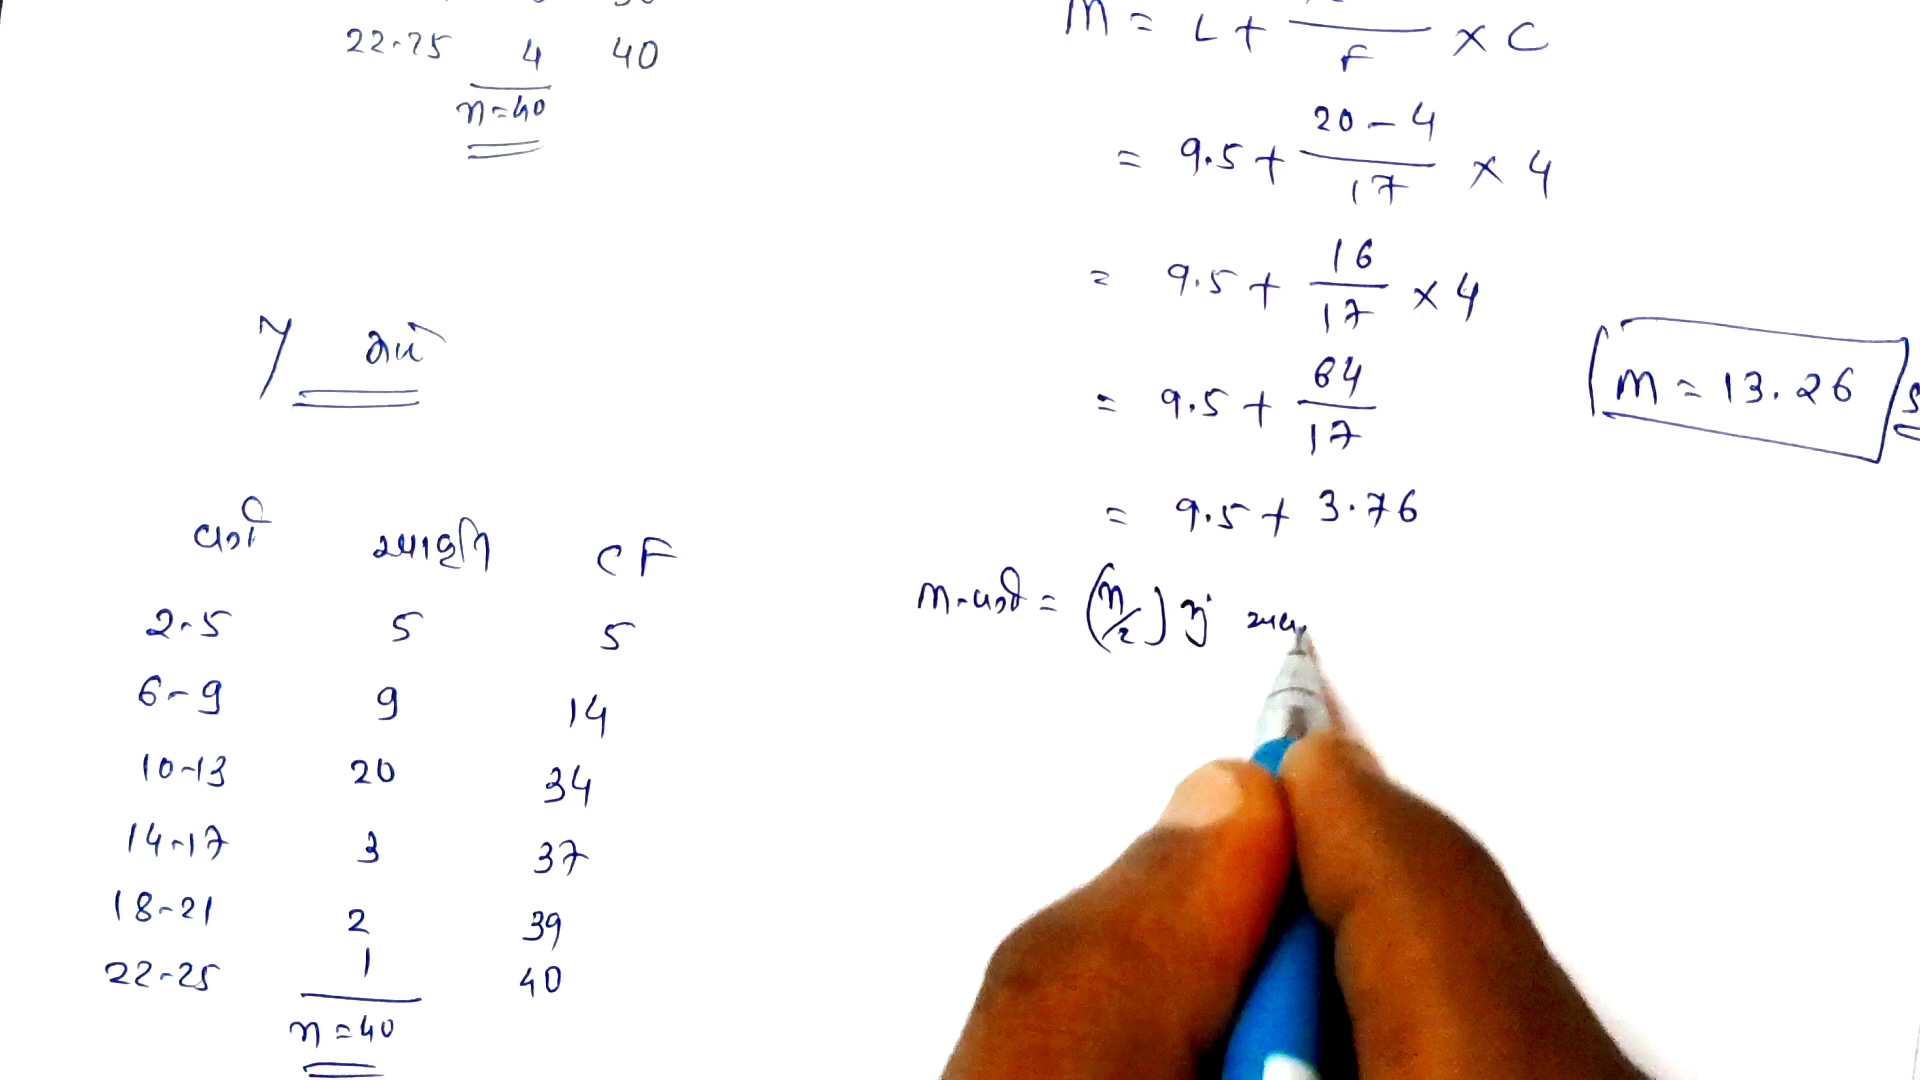 22-25 4 40
n=40
y માટે
વર્ગ આવૃત્તિ CF
2-5 5 5
6-9 9 14
10-13 20 34
14-17 3 37
18-21 2 39
22-25 1 40
n=40
M = L + / F × C
= 9.5 + 20-4 / 17 × 4
= 9.5 + 16/17 × 4
= 9.5 + 64/17
M = 13.26
= 9.5 + 3.76
M-વર્ગ = (n/2) નું અવ